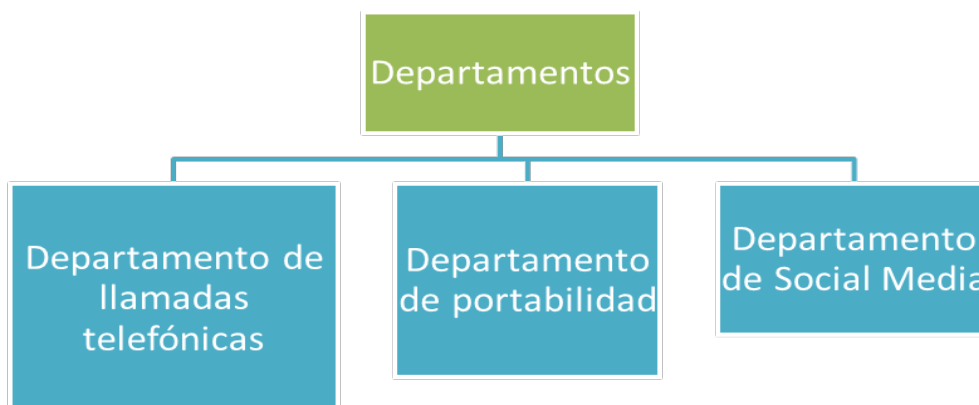 Departamentos
Departamento de
llamadas
telefónicas
Departamento
de portabilidad
Departamento
de Social Media